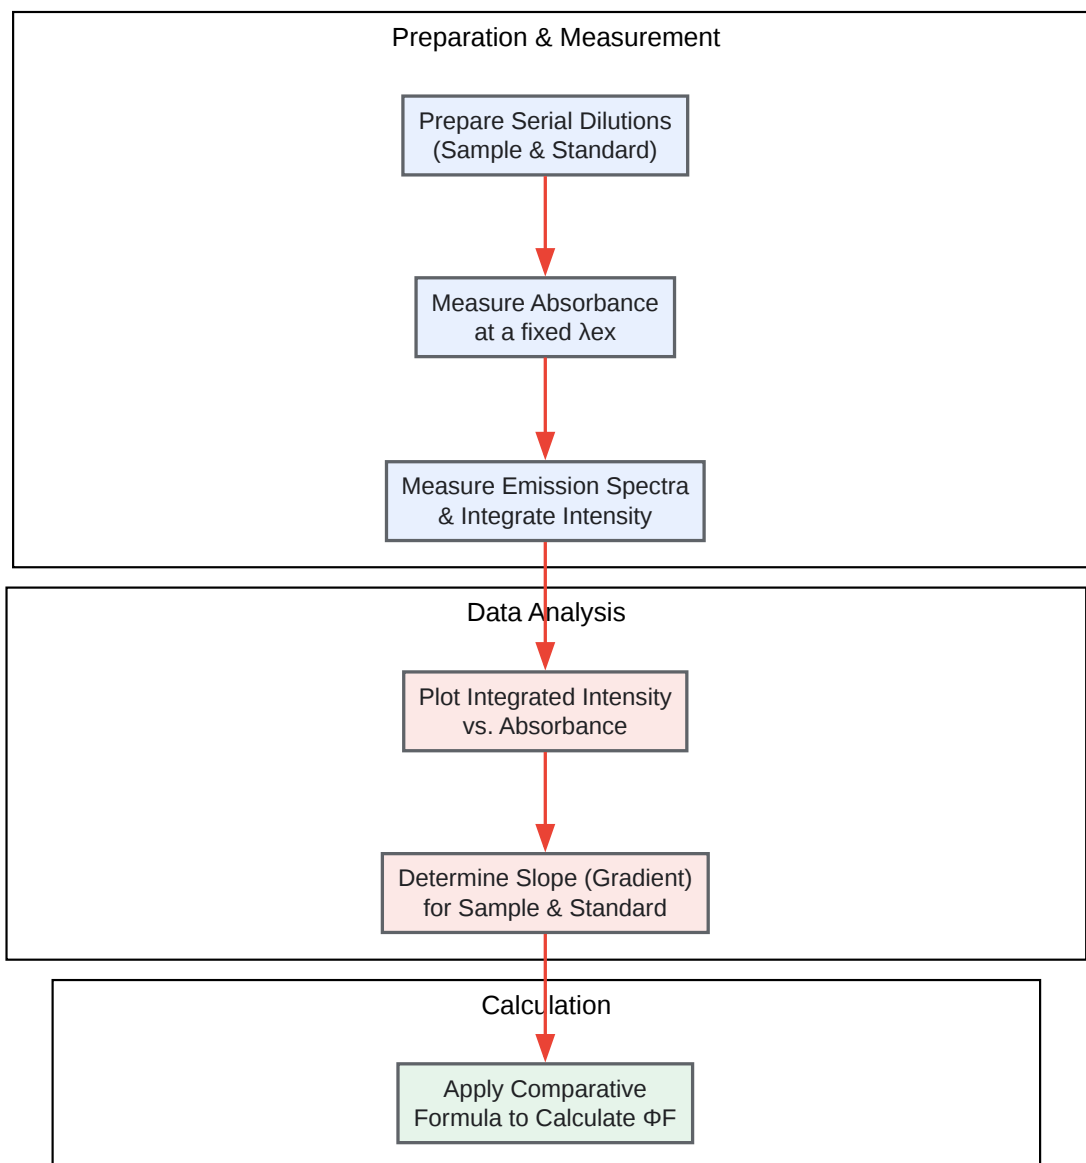 Preparation & Measurement
Prepare Serial Dilutions
(Sample & Standard)
Measure Absorbance
at a fixed λex
Measure Emission Spectra
& Integrate Intensity
Data Analysis
Plot Integrated Intensity
vs. Absorbance
Determine Slope (Gradient)
for Sample & Standard
Calculation
Apply Comparative
Formula to Calculate ΦF